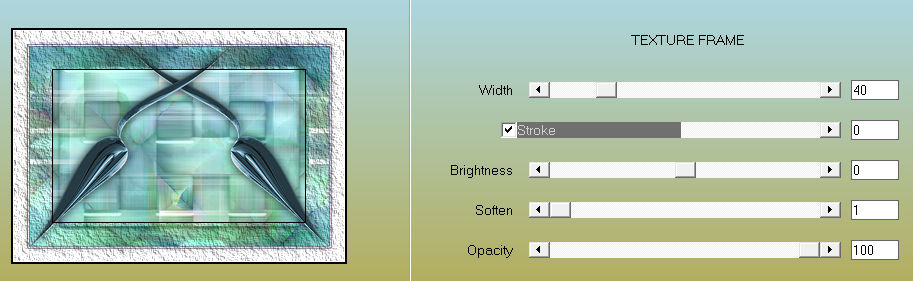 TEXTURE FRAME
Width 40
Stroke 0
Brightness 0
Soften 1
Opacity 100